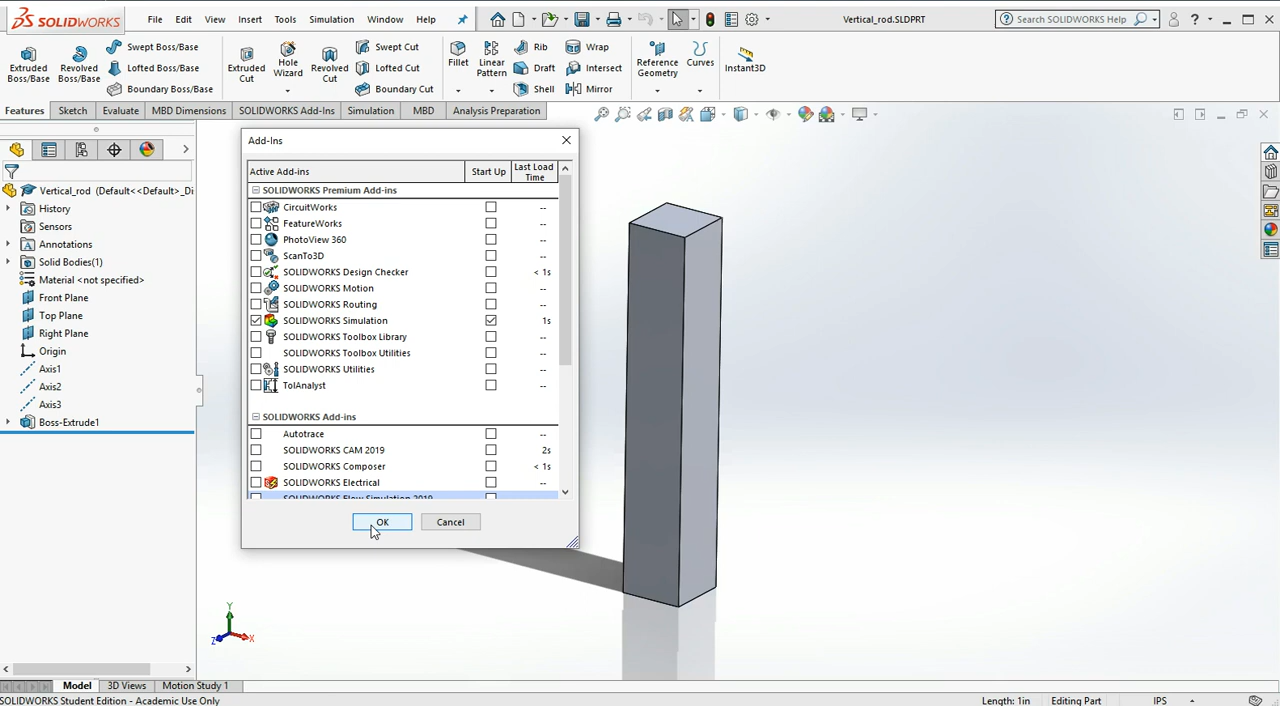 SOLIDWORKS File Edit View Insert Tools Simulation Window Help Vertical_rod.SLDPRT Search SOLIDWORKS Help
Extruded Boss/Base
Revolved Boss/Base
Swept Boss/Base
Lofted Boss/Base
Boundary Boss/Base
Extruded Cut
Hole Wizard
Revolved Cut
Swept Cut
Lofted Cut
Boundary Cut
Fillet
Linear Pattern
Rib
Draft
Shell
Wrap
Intersect
Mirror
Reference Geometry
Curves
Instant3D
Features Sketch Evaluate MBD Dimensions SOLIDWORKS Add-Ins Simulation MBD Analysis Preparation
Vertical_rod (Default<<Default>_Di
History
Sensors
Annotations
Solid Bodies(1)
Material <not specified>
Front Plane
Top Plane
Right Plane
Origin
Axis1
Axis2
Axis3
Boss-Extrude1
Add-Ins
Active Add-ins Start Up Last Load Time
SOLIDWORKS Premium Add-ins
CircuitWorks --
FeatureWorks --
PhotoView 360 --
ScanTo3D --
SOLIDWORKS Design Checker < 1s
SOLIDWORKS Motion --
SOLIDWORKS Routing --
SOLIDWORKS Simulation 1s
SOLIDWORKS Toolbox Library --
SOLIDWORKS Toolbox Utilities --
SOLIDWORKS Utilities --
TolAnalyst --
SOLIDWORKS Add-ins
Autotrace --
SOLIDWORKS CAM 2019 2s
SOLIDWORKS Composer < 1s
SOLIDWORKS Electrical --
SOLIDWORKS Flow Simulation 2019
OK Cancel
Y
Z X
Model 3D Views Motion Study 1
SOLIDWORKS Student Edition - Academic Use Only Length: 1in Editing Part IPS